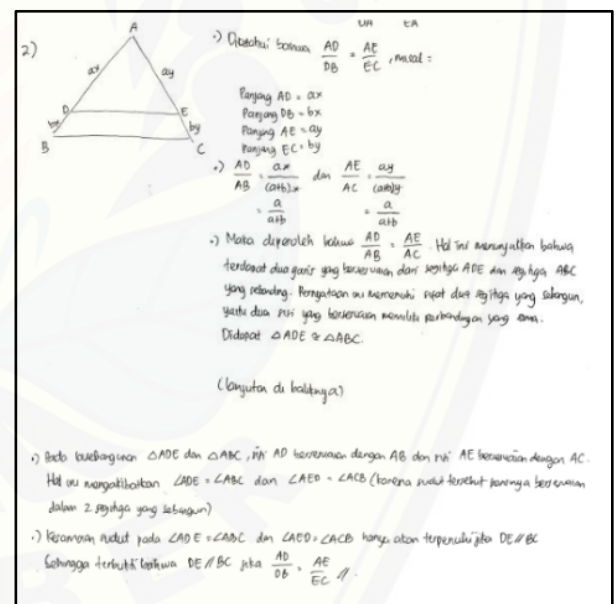 2)
A
ax
ay
D
E
bx
by
B
C
·) Diketahui bahwa AD/DB = AE/EC , misal :
Panjang AD = ax
Panjang DB = bx
Panjang AE = ay
Panjang EC = by
·) AD/AB = ax/(a+b)x dan AE/AC = ay/(a+b)y
= a/a+b = a/a+b
·) Maka diperoleh bahwa AD/AB = AE/AC . Hal ini menunjukkan bahwa
terdapat dua garis yang bersesuaian dari segitiga ADE dan segitiga ABC
yang sebanding. Pernyataan ini memenuhi sifat dua segitiga yang sebangun,
yaitu dua sisi yang bersesuaian memiliki perbandingan yang sama.
Didapat △ADE ≅ △ABC.
(lanjutan di baliknya)
·) Pada kesebangunan △ADE dan △ABC, sisi AD bersesuaian dengan AB dan sisi AE bersesuaian dengan AC.
Hal ini mengakibatkan ∠ADE = ∠ABC dan ∠AED = ∠ACB (karena sudut tersebut bersesuaian
dalam 2 segitiga yang sebangun)
·) Kesamaan sudut pada ∠ADE = ∠ABC dan ∠AED = ∠ACB hanya akan terpenuhi jika DE // BC
Sehingga terbukti bahwa DE // BC jika AD/DB = AE/EC //.